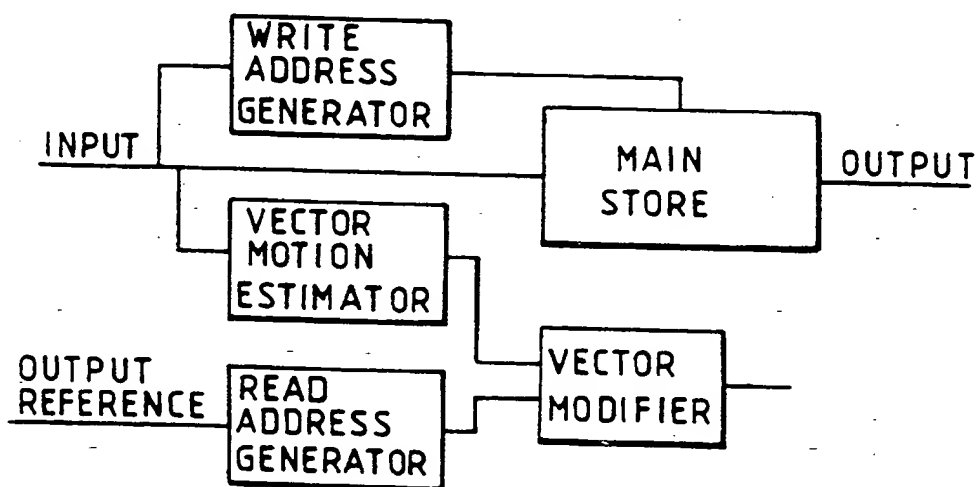 WRITE
ADDRESS
GENERATOR
INPUT
MAIN
STORE
OUTPUT
VECTOR
MOTION
ESTIMATOR
OUTPUT
REFERENCE
READ
ADDRESS
GENERATOR
VECTOR
MODIFIER